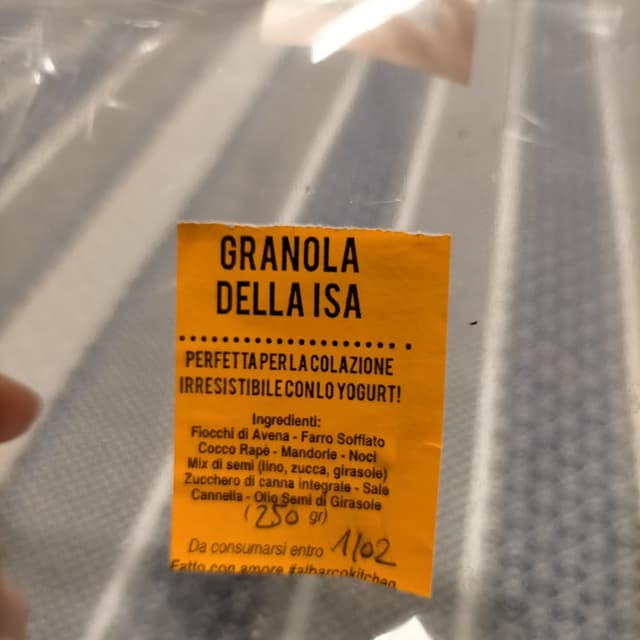 GRANOLA
DELLA ISA
PERFETTA PER LA COLAZIONE
IRRESISTIBILE CON LO YOGURT!
Ingredienti:
Fiocchi di Avena - Farro Soffiato
Cocco Rapè - Mandorle - Noci
Mix di semi (lino, zucca, girasole)
Zucchero di canna integrale - Sale
Cannella - Olio Semi di Girasole
(250 gr)
Da consumarsi entro 1/02
Fatto con amore #albarcokitchen